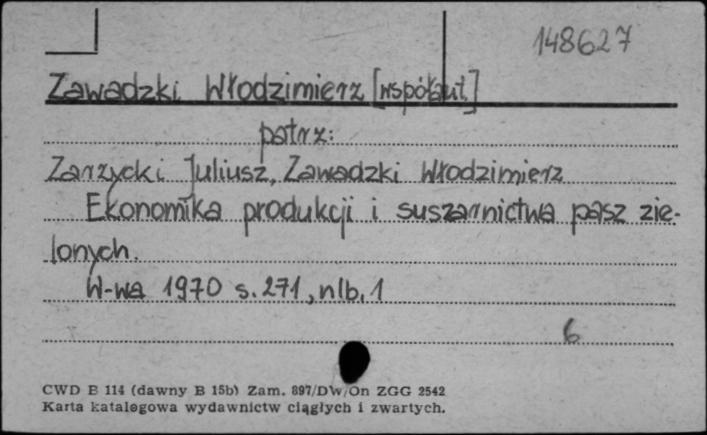 148627
Zawadzki Włodzimierz [współaut.]
patrz:
Zarzycki Juliusz, Zawadzki Włodzimierz
Ekonomika produkcji i suszarnictwa pasz zie-
lonych.
W-wa 1970 s. 271, nlb. 1
6
CWD B 114 (dawny B 15b) Zam. 897/DW/On ZGG 2542
Karta katalogowa wydawnictw ciągłych i zwartych.